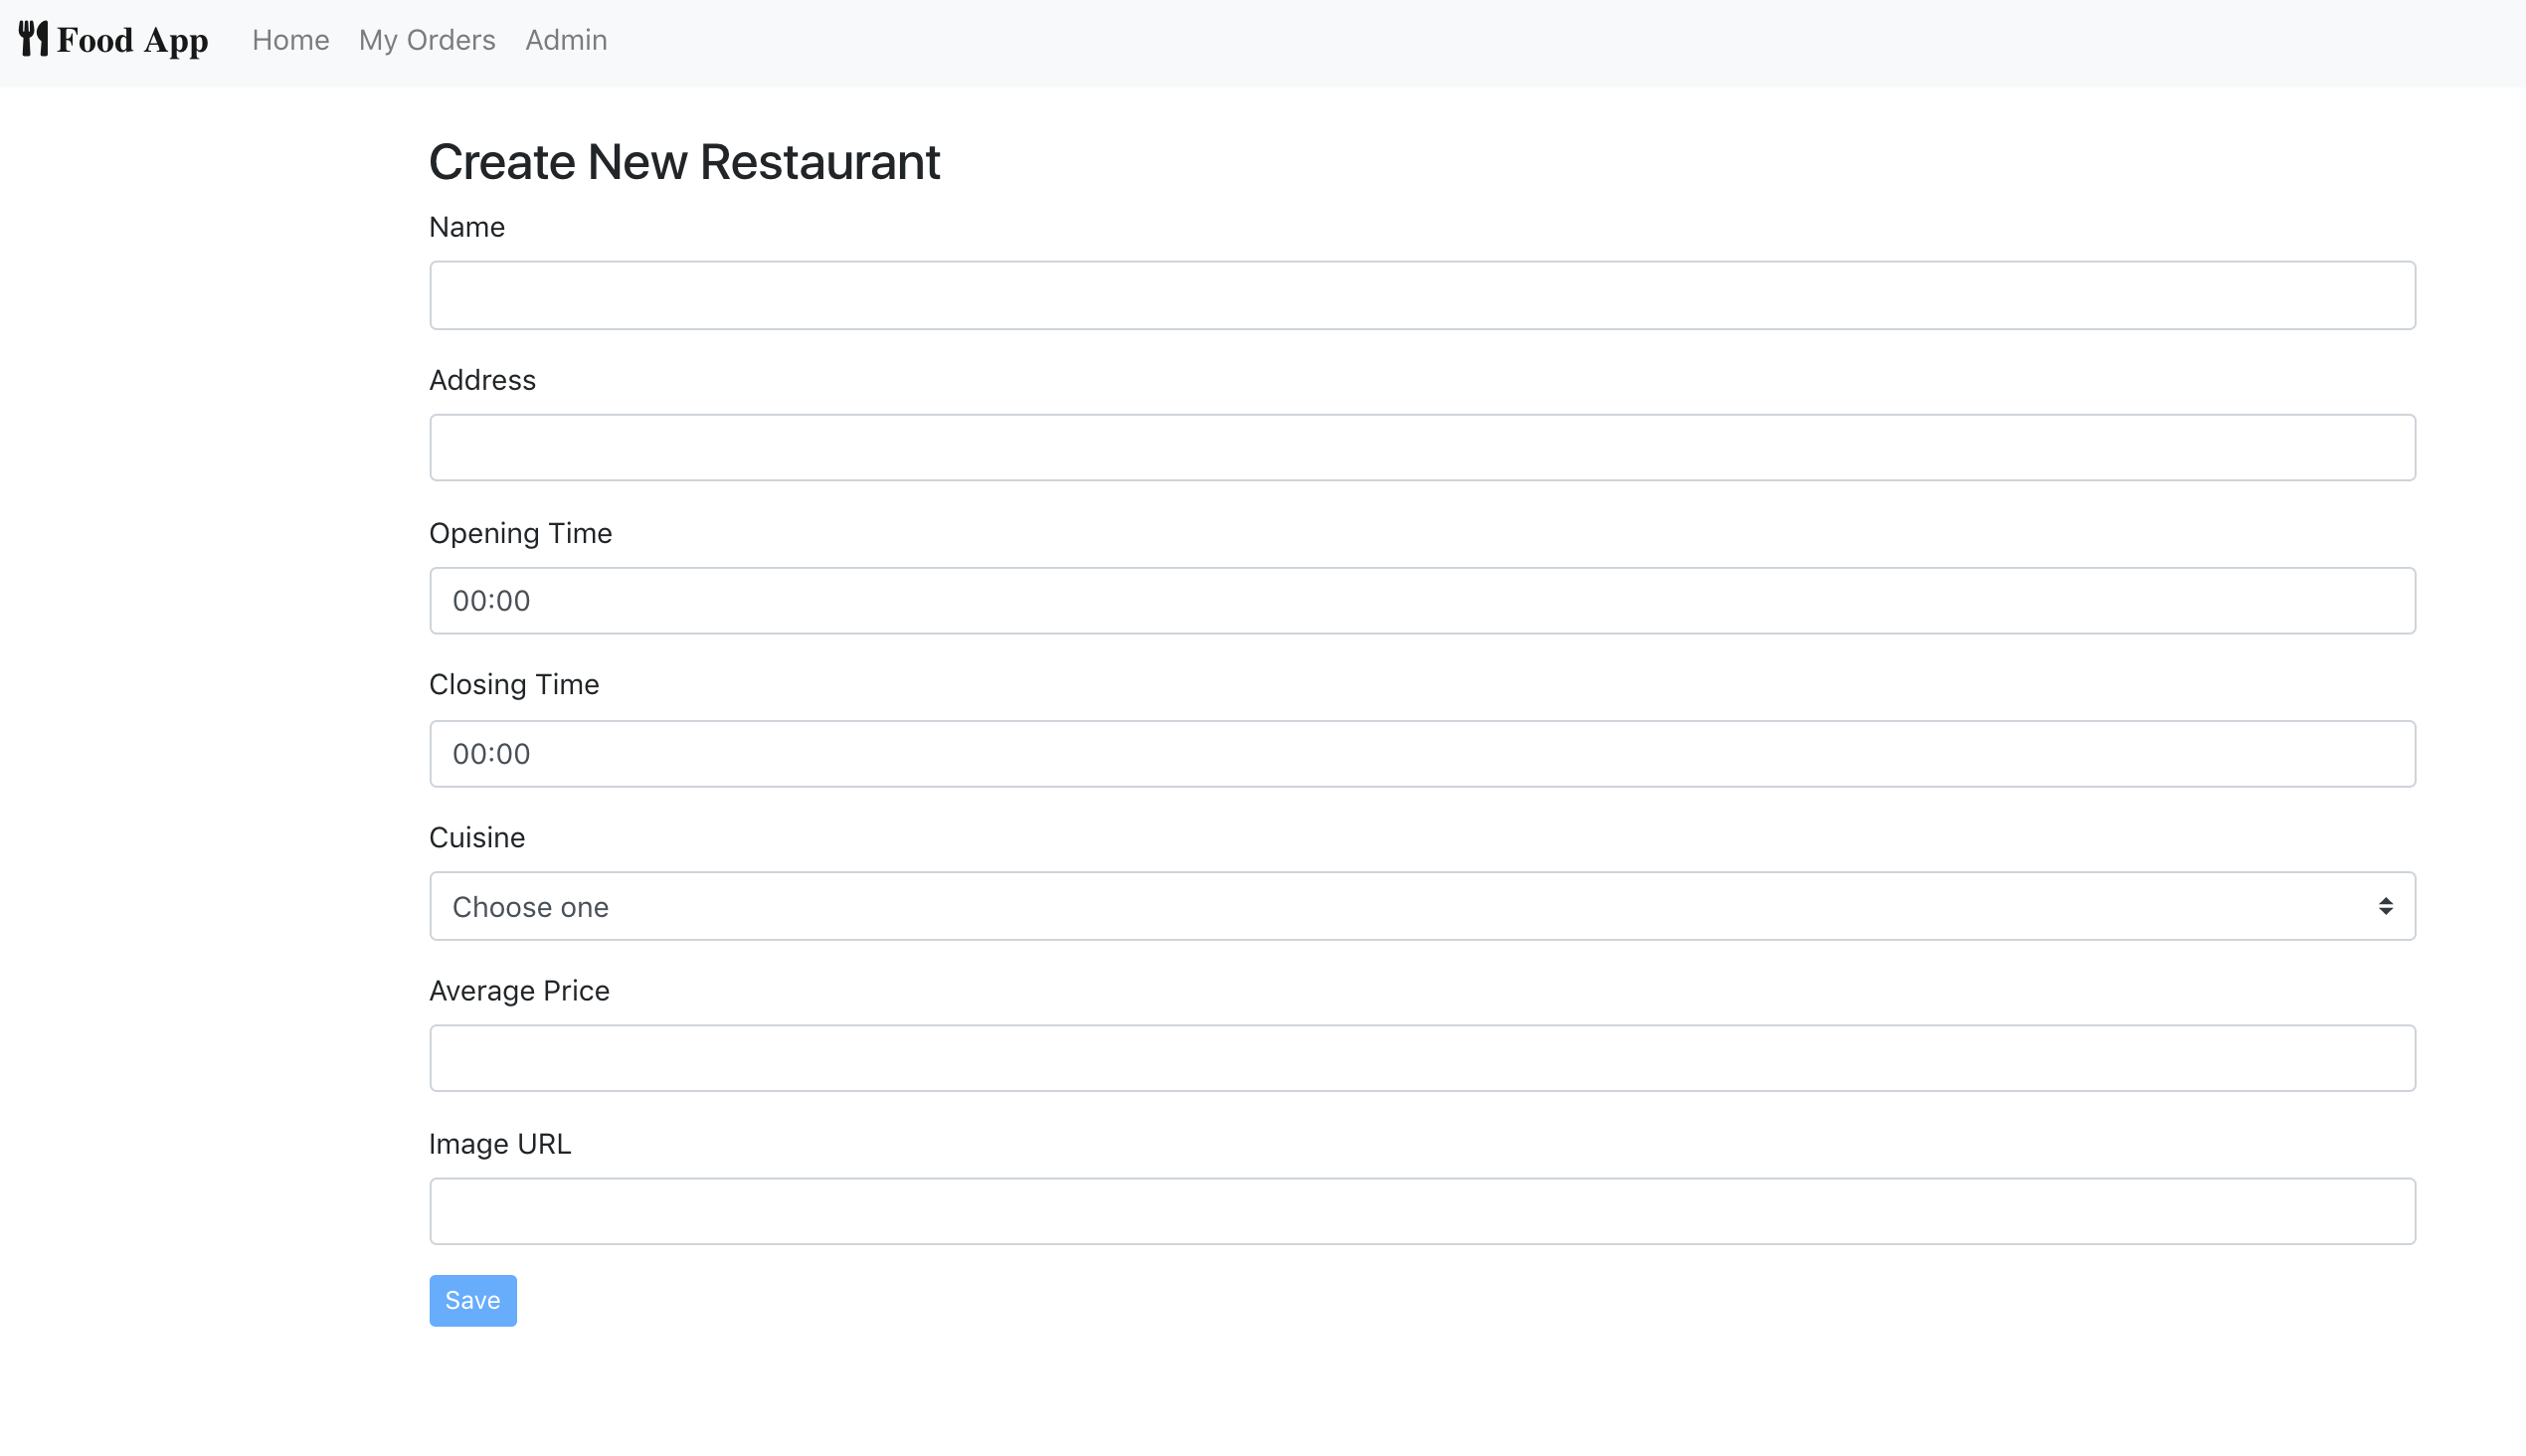 Food App Home My Orders Admin
Create New Restaurant
Name
Address
Opening Time
00:00
Closing Time
00:00
Cuisine
Choose one
Average Price
Image URL
Save